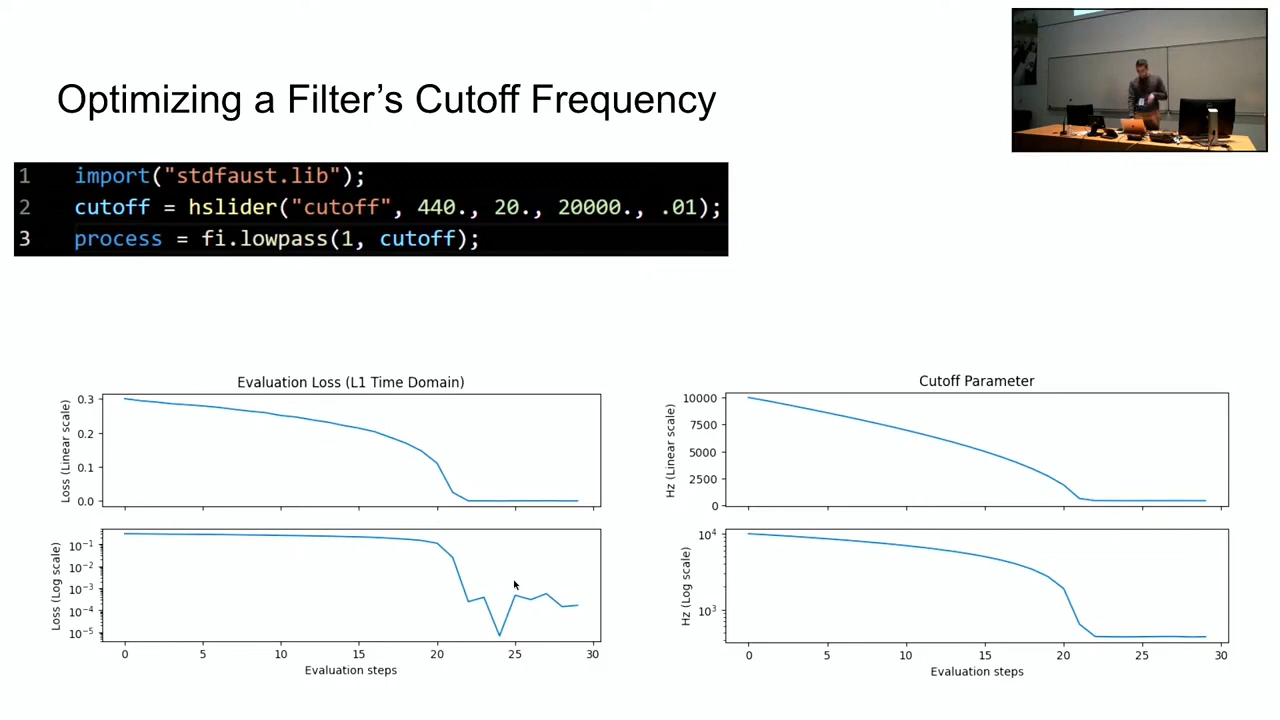 Optimizing a Filter's Cutoff Frequency
1 import("stdfaust.lib");
2 cutoff = hslider("cutoff", 440., 20., 20000., .01);
3 process = fi.lowpass(1, cutoff);
Evaluation Loss (L1 Time Domain)
Loss (Linear scale)
0.3
0.2
0.1
0.0
Loss (Log scale)
10⁻¹
10⁻²
10⁻³
10⁻⁴
10⁻⁵
0 5 10 15 20 25 30
Evaluation steps
Cutoff Parameter
Hz (Linear scale)
10000
7500
5000
2500
0
Hz (Log scale)
10⁴
10³
0 5 10 15 20 25 30
Evaluation steps